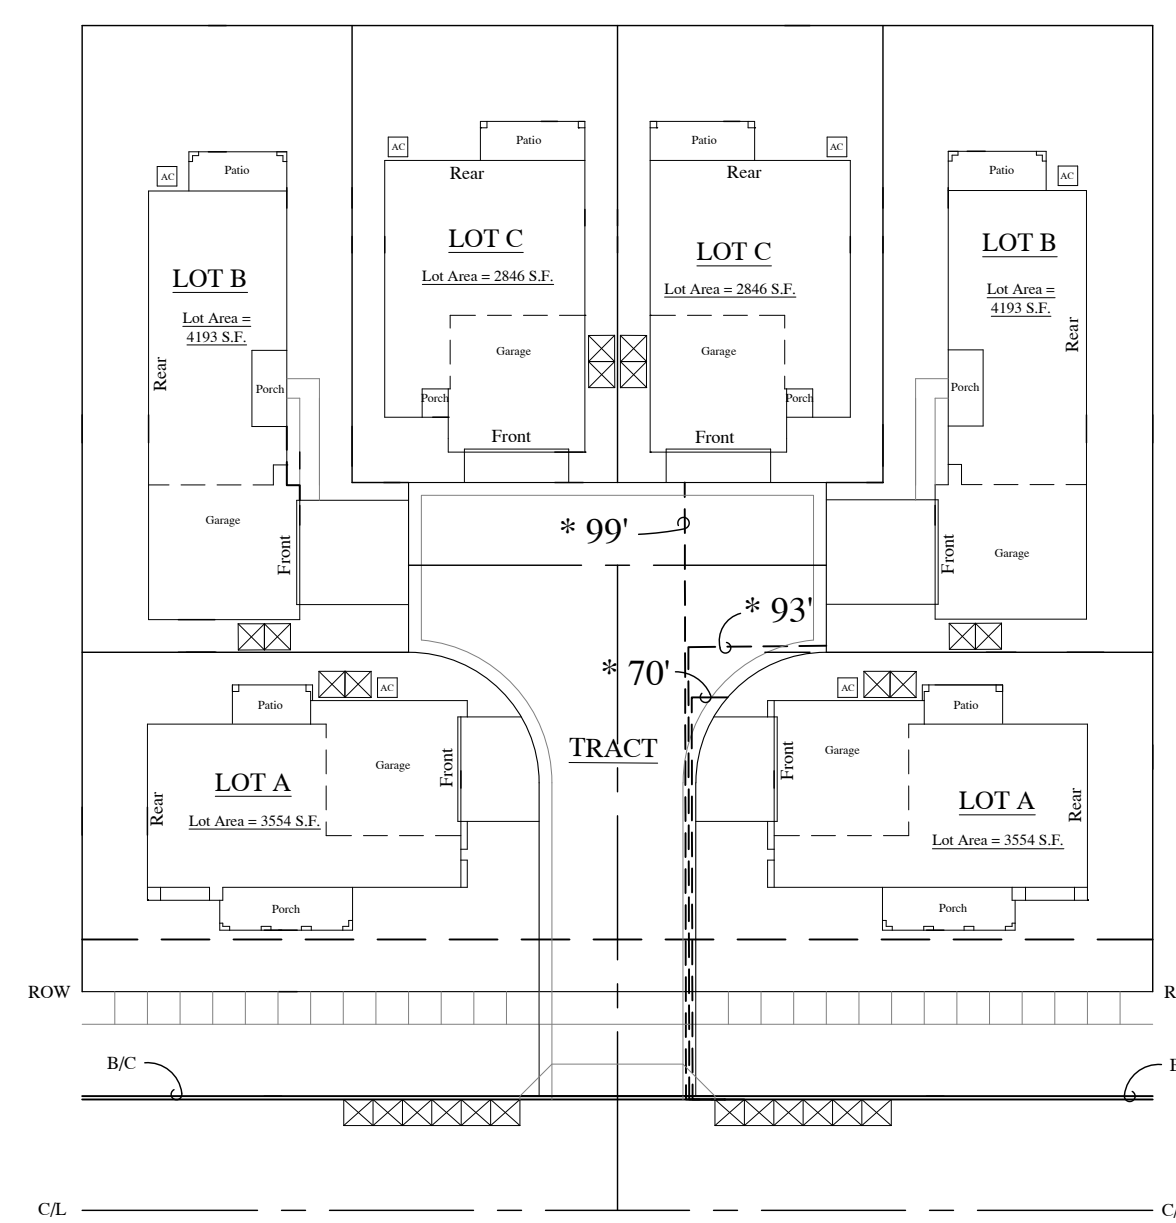 Patio
Patio
AC
AC
Patio
Patio
AC
AC
Rear
Rear
LOT C
LOT C
LOT B
LOT B
Lot Area = 2846 S.F.
Lot Area = 2846 S.F.
Lot Area =
4193 S.F.
Lot Area =
4193 S.F.
Rear
Rear
Garage
Garage
Porch
Porch
Porch
Porch
Front
Front
* 99'
Garage
Garage
Front
Front
* 93'
* 70'
AC
AC
Patio
Patio
TRACT
Garage
Garage
Front
Front
LOT A
LOT A
Rear
Rear
Lot Area = 3554 S.F.
Lot Area = 3554 S.F.
Porch
Porch
ROW
R
B/C
B
C/L
C/